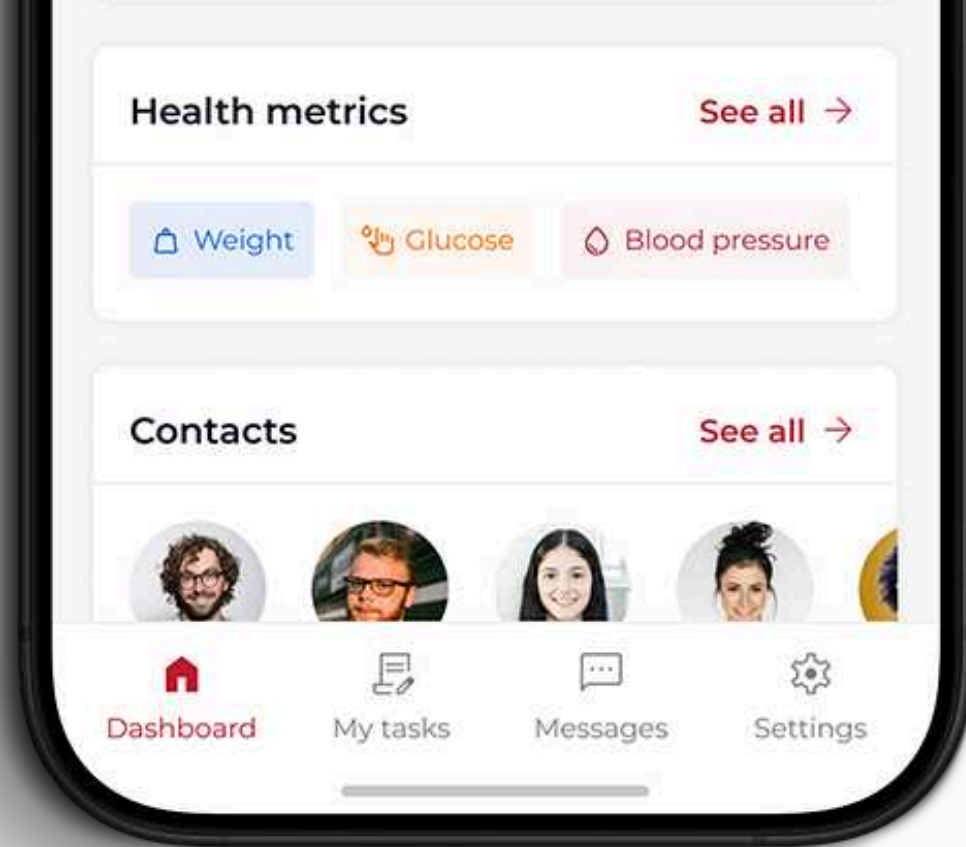 Health metrics See all →
Weight Glucose Blood pressure
Contacts See all →
Dashboard My tasks Messages Settings